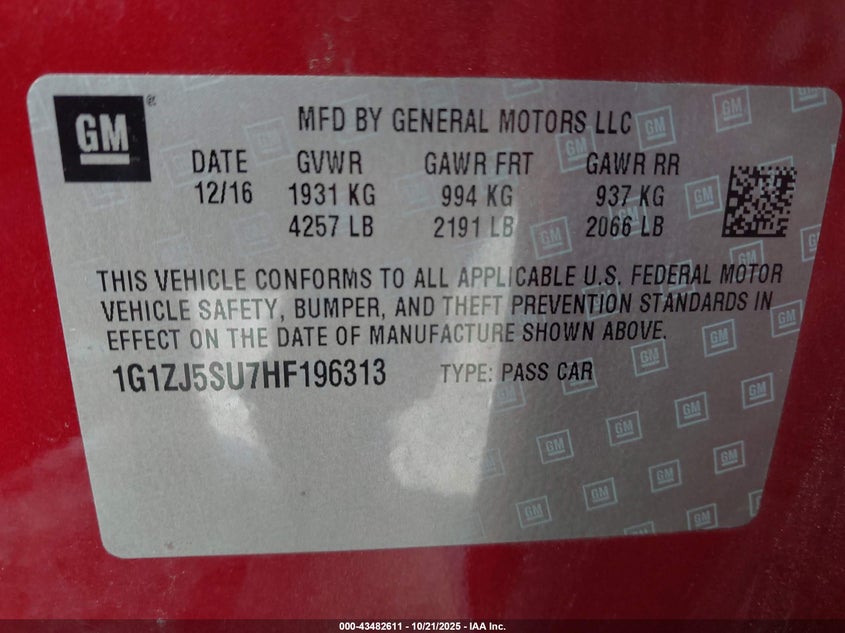 GM
MFD BY GENERAL MOTORS LLC
DATE GVWR GAWR FRT GAWR RR
12/16 1931 KG 994 KG 937 KG
4257 LB 2191 LB 2066 LB
THIS VEHICLE CONFORMS TO ALL APPLICABLE U.S. FEDERAL MOTOR
VEHICLE SAFETY, BUMPER, AND THEFT PREVENTION STANDARDS IN
EFFECT ON THE DATE OF MANUFACTURE SHOWN ABOVE.
1G1ZJ5SU7HF196313 TYPE: PASS CAR
000-43482611 - 10/21/2025 - IAA Inc.